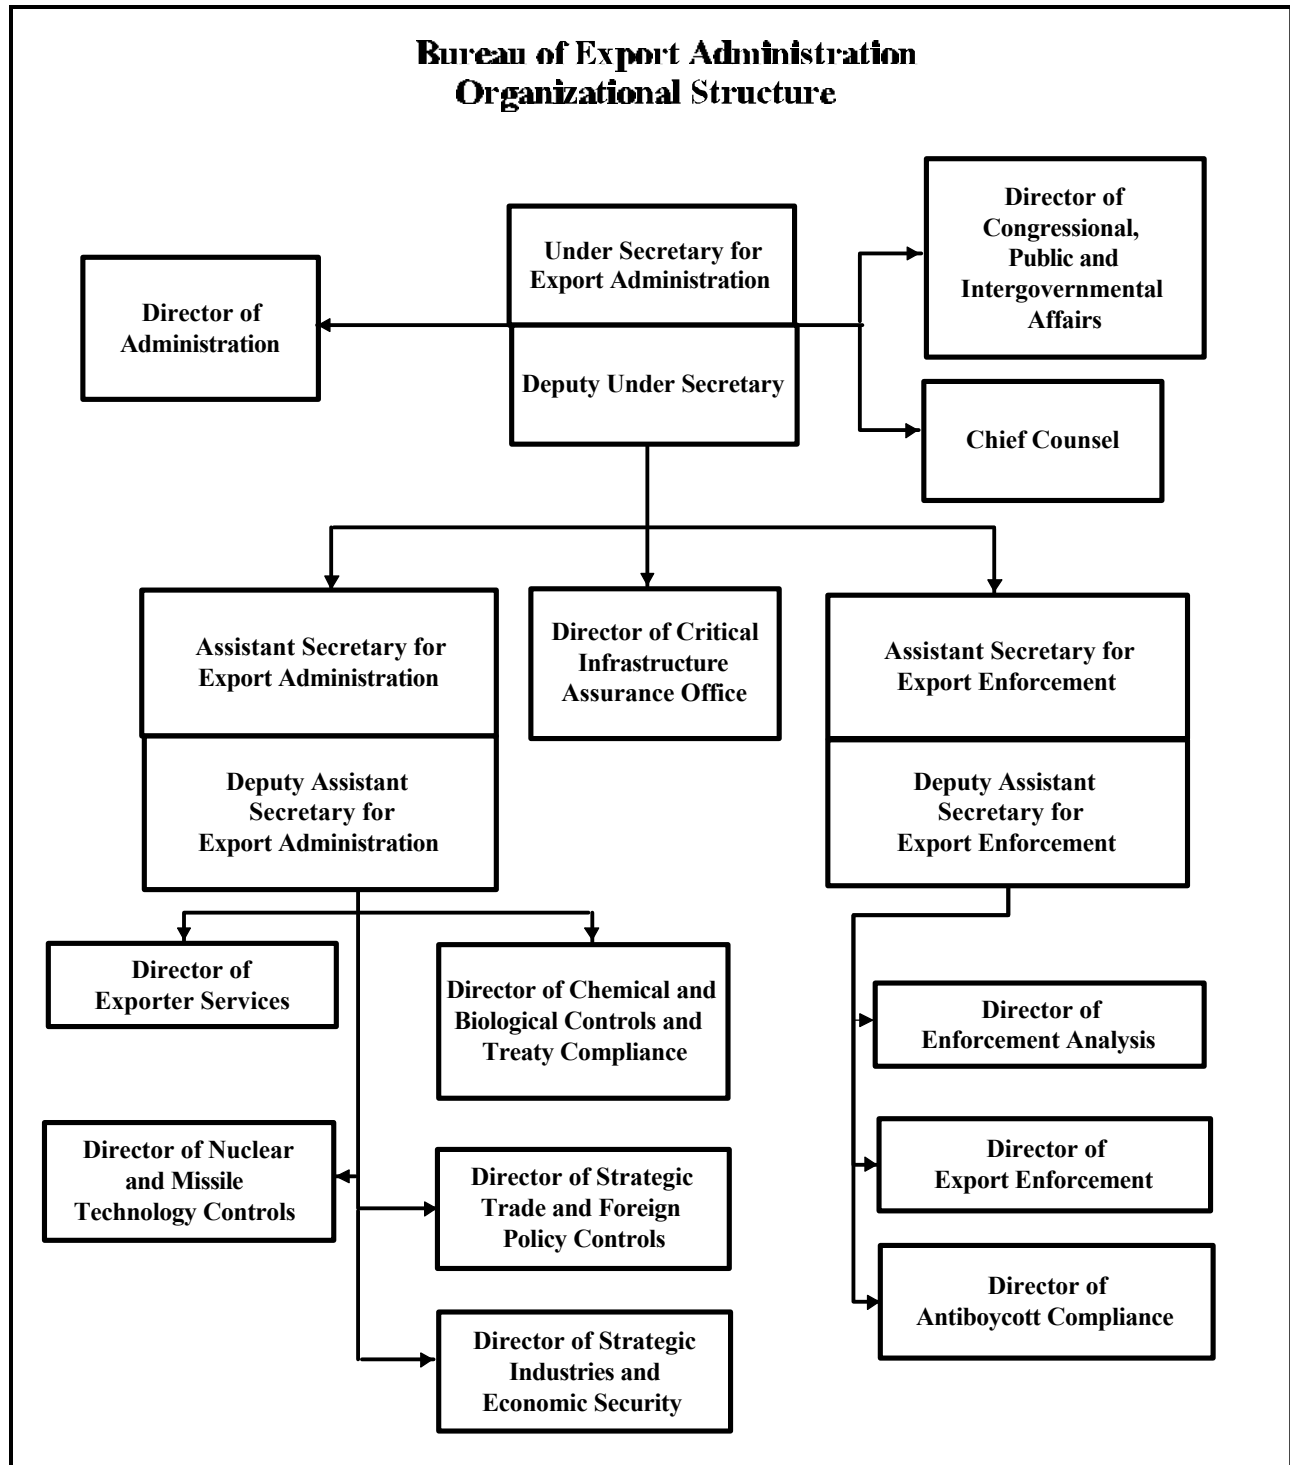 Bureau of Export Administration
Organizational Structure
Director of
Congressional,
Public and
Intergovernmental
Affairs
Under Secretary for
Export Administration
Director of
Administration
Deputy Under Secretary
Chief Counsel
Assistant Secretary for
Export Administration
Director of Critical
Infrastructure
Assurance Office
Assistant Secretary for
Export Enforcement
Deputy Assistant
Secretary for
Export Administration
Deputy Assistant
Secretary for
Export Enforcement
Director of
Exporter Services
Director of Chemical and
Biological Controls and
Treaty Compliance
Director of
Enforcement Analysis
Director of Nuclear
and Missile
Technology Controls
Director of Strategic
Trade and Foreign
Policy Controls
Director of
Export Enforcement
Director of
Antiboycott Compliance
Director of Strategic
Industries and
Economic Security